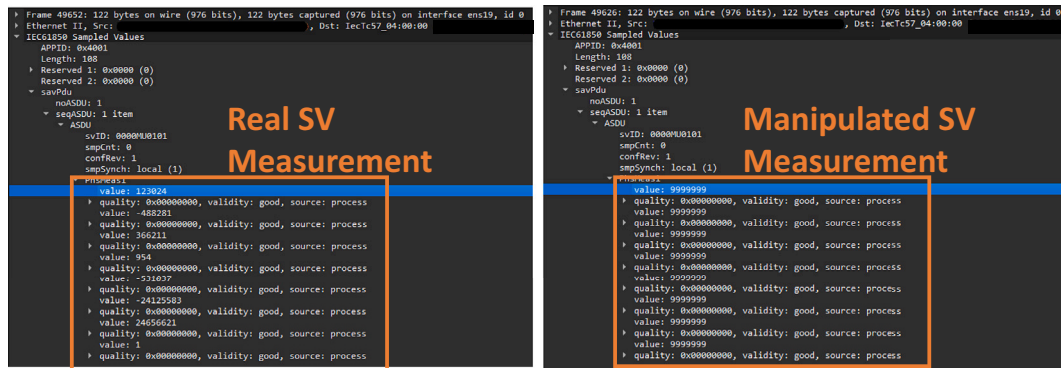 Frame 49652: 122 bytes on wire (976 bits), 122 bytes captured (976 bits) on interface ens19, id 0
Ethernet II, Src: , Dst: IecTc57_04:00:00
IEC61850 Sampled Values
APPID: 0x4001
Length: 108
Reserved 1: 0x0000 (0)
Reserved 2: 0x0000 (0)
savPdu
noASDU: 1
seqASDU: 1 item
ASDU
svID: 0000MU0101
smpCnt: 0
confRev: 1
smpSynch: local (1)
PhsMeas1
value: 123024
quality: 0x00000000, validity: good, source: process
value: -488281
quality: 0x00000000, validity: good, source: process
value: 366211
quality: 0x00000000, validity: good, source: process
value: 954
quality: 0x00000000, validity: good, source: process
value: -531037
quality: 0x00000000, validity: good, source: process
value: -24125583
quality: 0x00000000, validity: good, source: process
value: 24656621
quality: 0x00000000, validity: good, source: process
value: 1
quality: 0x00000000, validity: good, source: process
Real SV
Measurement
Frame 49626: 122 bytes on wire (976 bits), 122 bytes captured (976 bits) on interface ens19, id 0
Ethernet II, Src: , Dst: IecTc57_04:00:00
IEC61850 Sampled Values
APPID: 0x4001
Length: 108
Reserved 1: 0x0000 (0)
Reserved 2: 0x0000 (0)
savPdu
noASDU: 1
seqASDU: 1 item
ASDU
svID: 0000MU0101
smpCnt: 0
confRev: 1
smpSynch: local (1)
PhsMeas1
value: 9999999
quality: 0x00000000, validity: good, source: process
value: 9999999
quality: 0x00000000, validity: good, source: process
value: 9999999
quality: 0x00000000, validity: good, source: process
value: 9999999
quality: 0x00000000, validity: good, source: process
value: 9999999
quality: 0x00000000, validity: good, source: process
value: 9999999
quality: 0x00000000, validity: good, source: process
value: 9999999
quality: 0x00000000, validity: good, source: process
value: 9999999
quality: 0x00000000, validity: good, source: process
Manipulated SV
Measurement